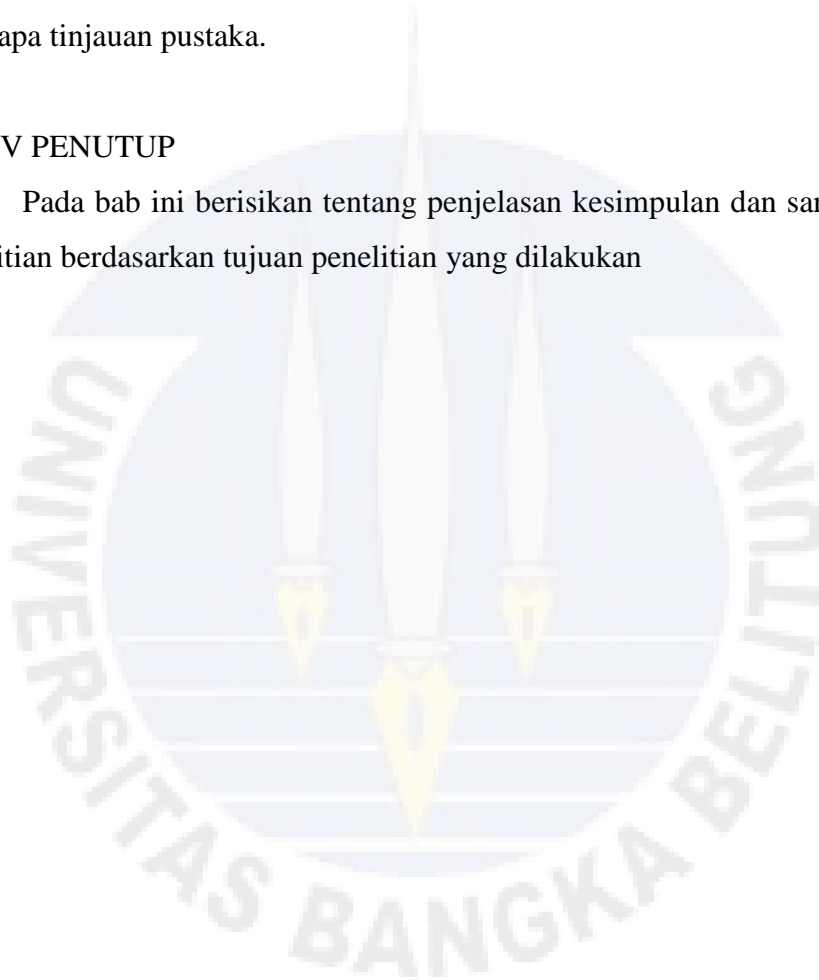 apa tinjauan pustaka.
V PENUTUP
Pada bab ini berisikan tentang penjelasan kesimpulan dan sar
itian berdasarkan tujuan penelitian yang dilakukan
UNIVERSITAS BANGKA BELITUNG